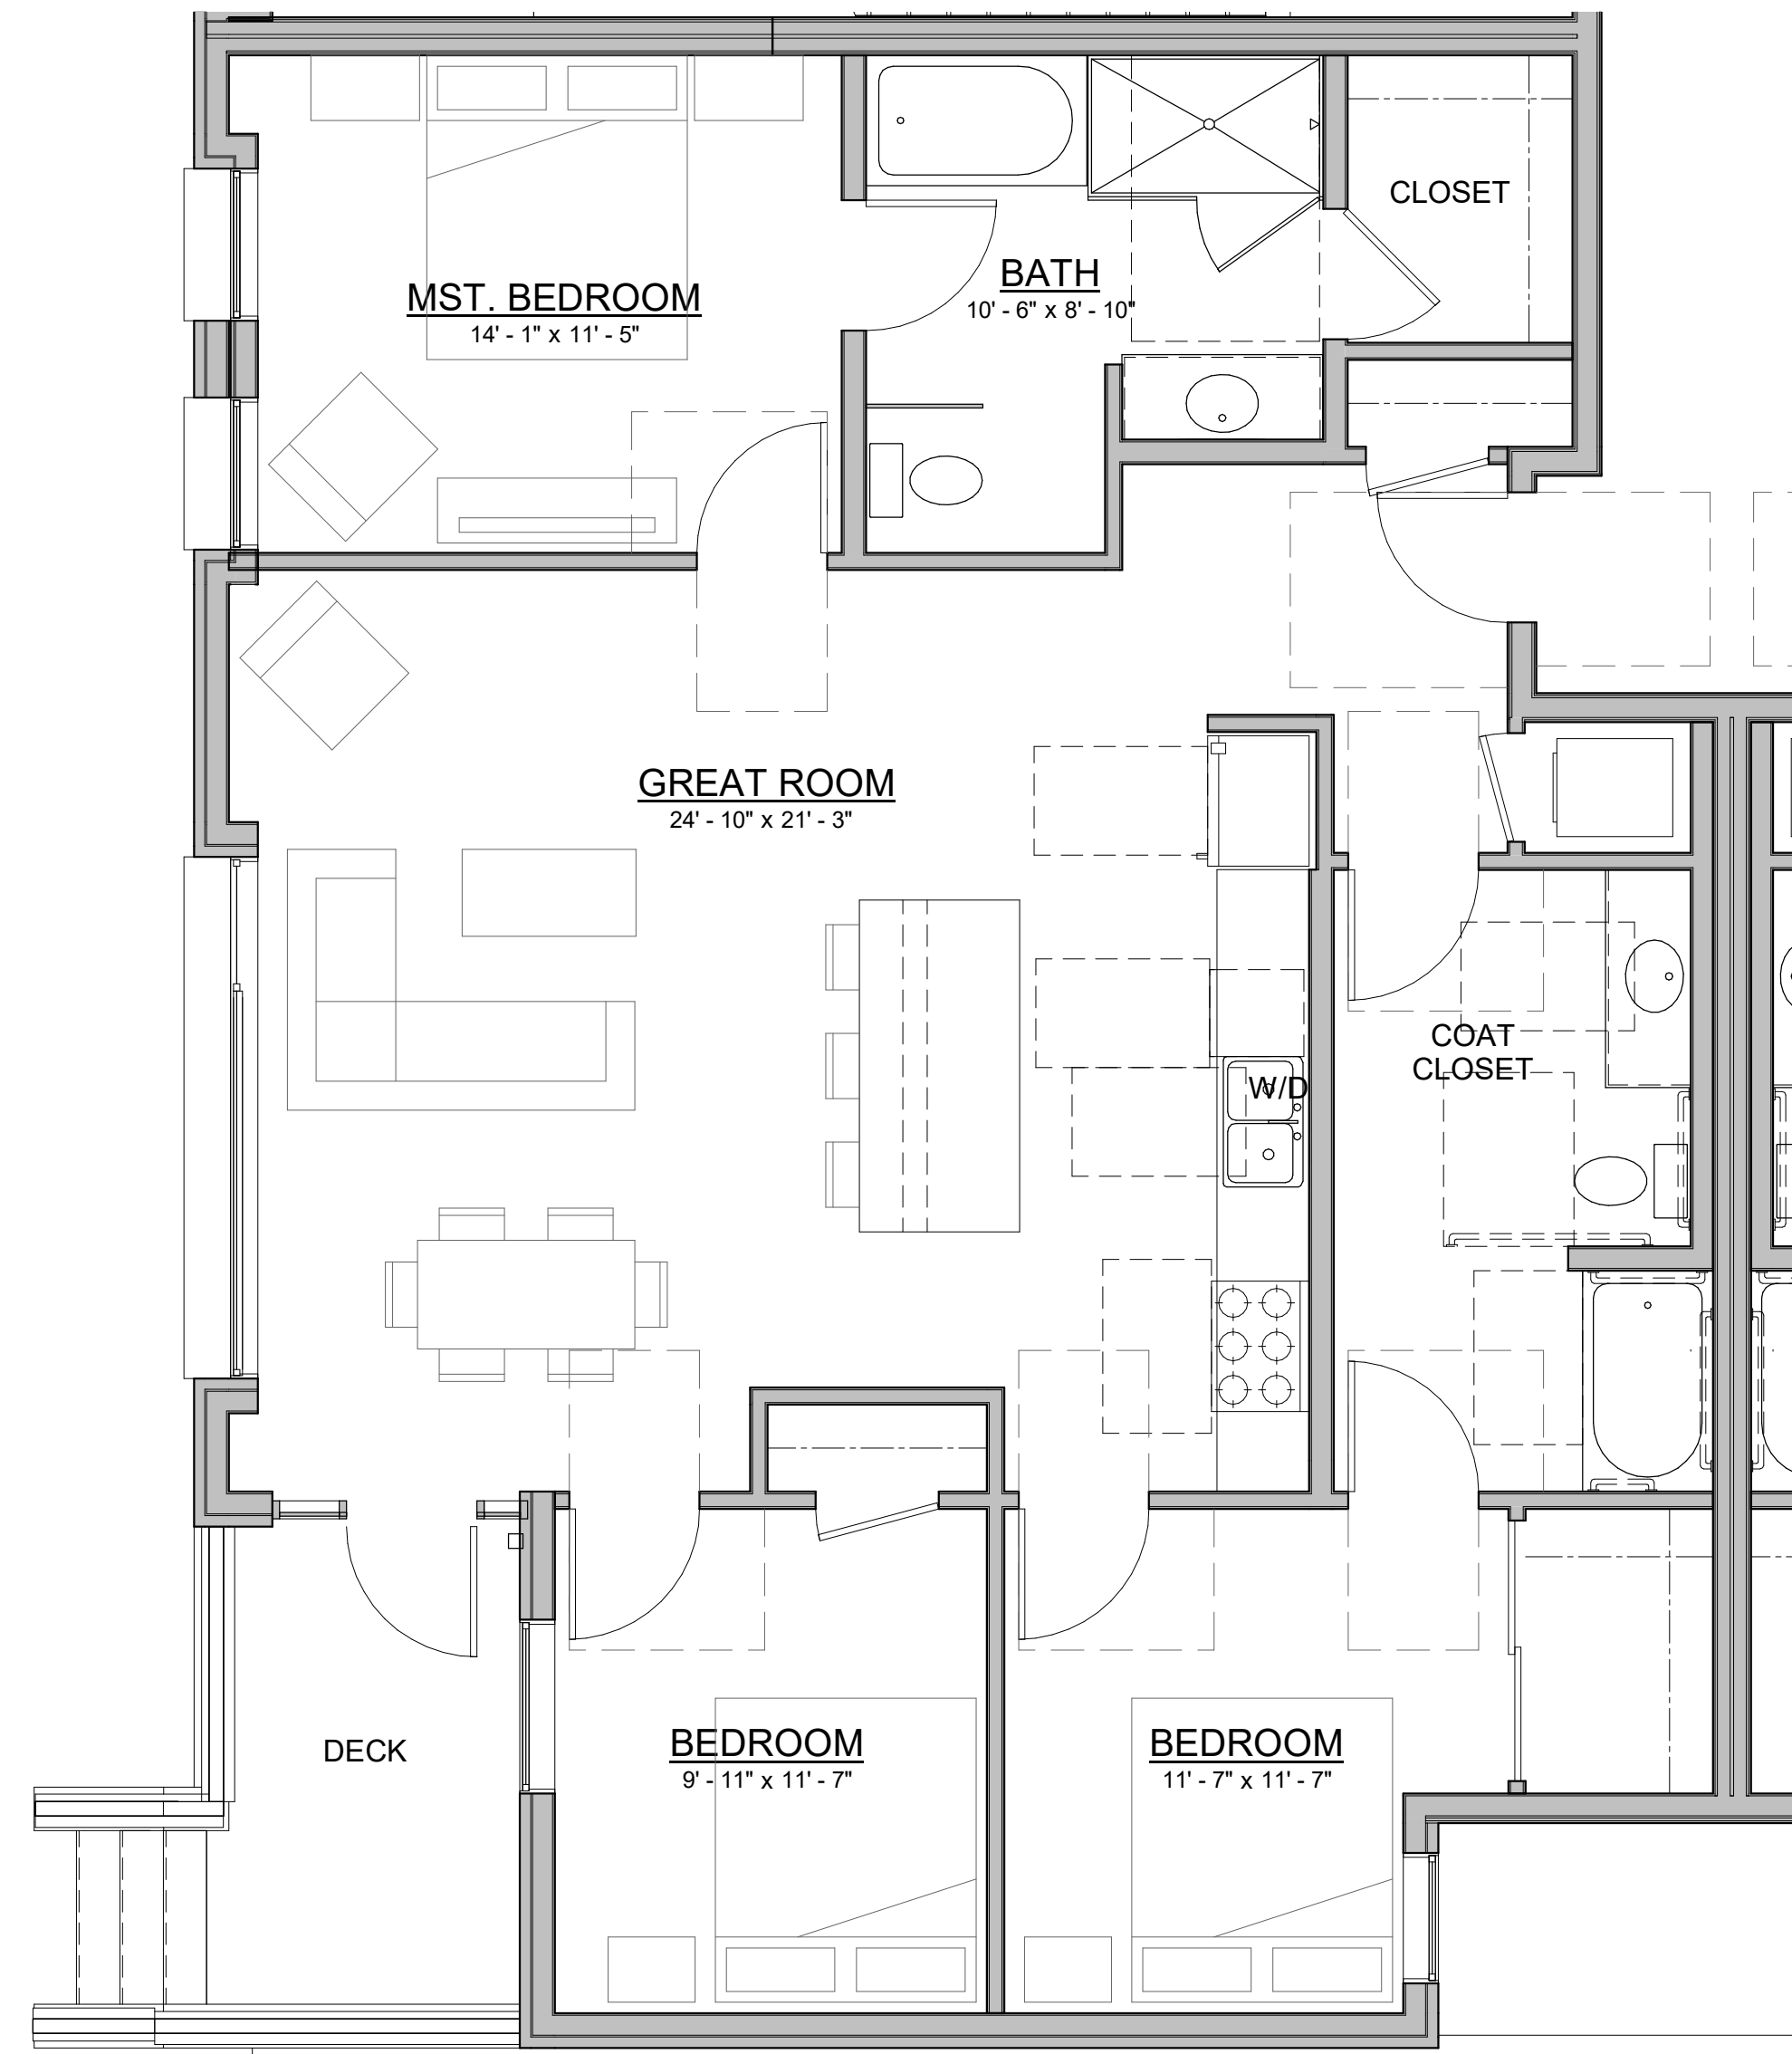 CLOSET
BATH
10' - 6" x 8' - 10"
MST. BEDROOM
14' - 1" x 11' - 5"
GREAT ROOM
24' - 10" x 21' - 3"
COAT
CLOSET
W/D
DECK
BEDROOM
9' - 11" x 11' - 7"
BEDROOM
11' - 7" x 11' - 7"